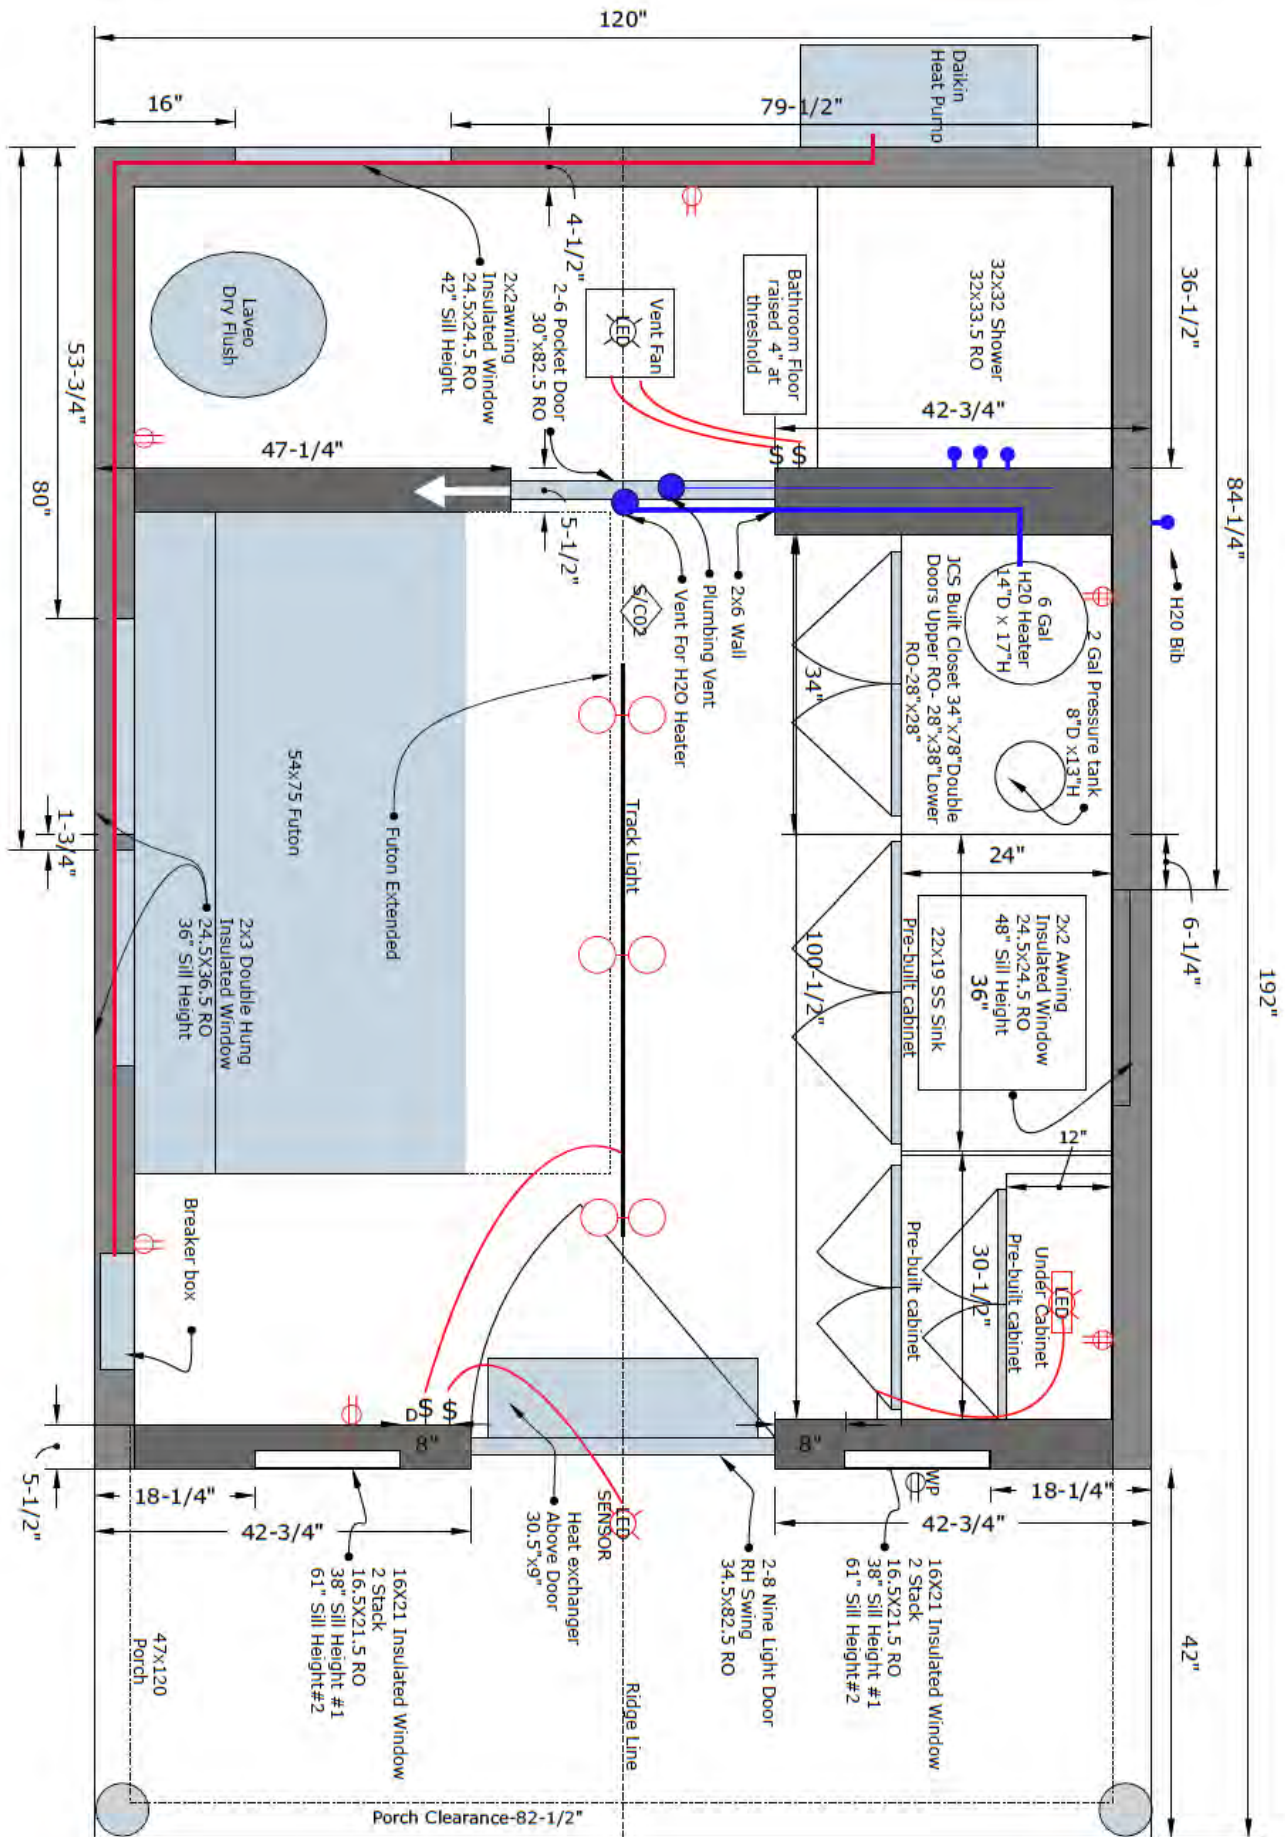 120"
Daikin
Heat Pump
16"
79-1/2"
36-1/2"
84-1/4"
192"
53-3/4"
80"
4-1/2"
2x2awning
Insulated Window
24.5x24.5 RO
42" Sill Height
2-6 Pocket Door
30"x82.5 RO
Laveo
Dry Flush
Vent Fan
LED
Bathroom Floor
raised 4" at
threshold
32x32 Shower
32x33.5 RO
42-3/4"
47-1/4"
$ $
5-1/2"
H20 Bib
S/CO2
2x6 Wall
Plumbing Vent
Vent For H2O Heater
6 Gal
H20 Heater
14"D x 17"H
2 Gal Pressure tank
8"D x13"H
JCS Built Closet 34"x78"Double
Doors Upper RO- 28"x38"Lower
RO-28"x28"
34"
54x75 Futon
Futon Extended
Track Light
1-3/4"
6-1/4"
24"
2x3 Double Hung
Insulated Window
24.5X36.5 RO
36" Sill Height
100-1/2"
Pre-built cabinet
22x19 SS Sink
36"
2x2 Awning
Insulated Window
24.5x24.5 RO
48" Sill Height
12"
Breaker box
Pre-built cabinet
30-1/2"
Pre-built cabinet
Under Cabinet
LED
D
$ $
8"
8"
5-1/2"
18-1/4"
42-3/4"
WP
18-1/4"
42-3/4"
42"
SENSOR
LED
Heat exchanger
Above Door
30.5"x9"
2-8 Nine Light Door
RH Swing
34.5x82.5 RO
16X21 Insulated Window
2 Stack
16.5X21.5 RO
38" Sill Height #1
61" Sill Height#2
16X21 Insulated Window
2 Stack
16.5X21.5 RO
38" Sill Height #1
61" Sill Height#2
47x120
Porch
Ridge Line
Porch Clearance-82-1/2"